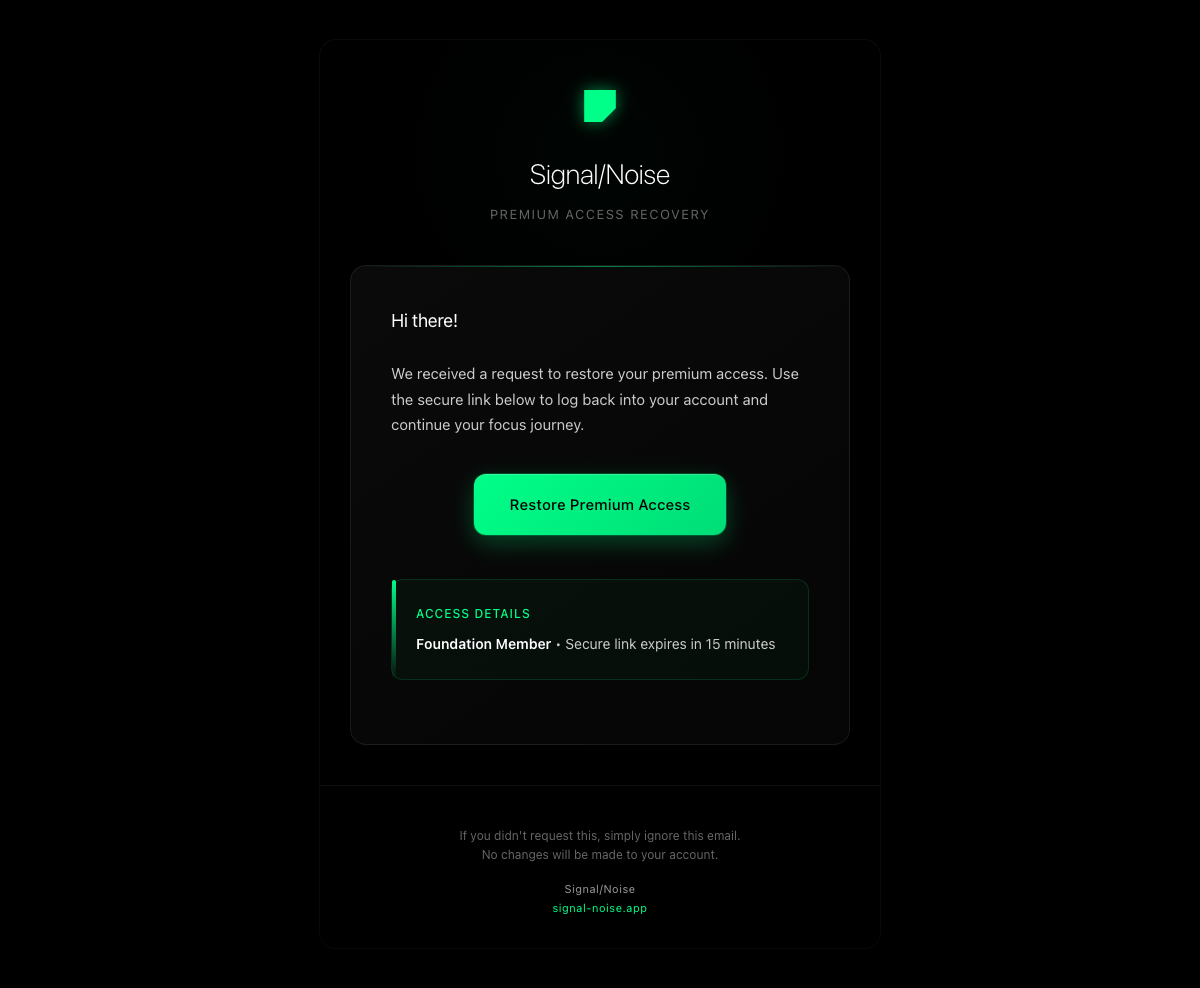 Signal/Noise
PREMIUM ACCESS RECOVERY
Hi there!
We received a request to restore your premium access. Use
the secure link below to log back into your account and
continue your focus journey.
Restore Premium Access
ACCESS DETAILS
Foundation Member • Secure link expires in 15 minutes
If you didn't request this, simply ignore this email.
No changes will be made to your account.
Signal/Noise
signal-noise.app